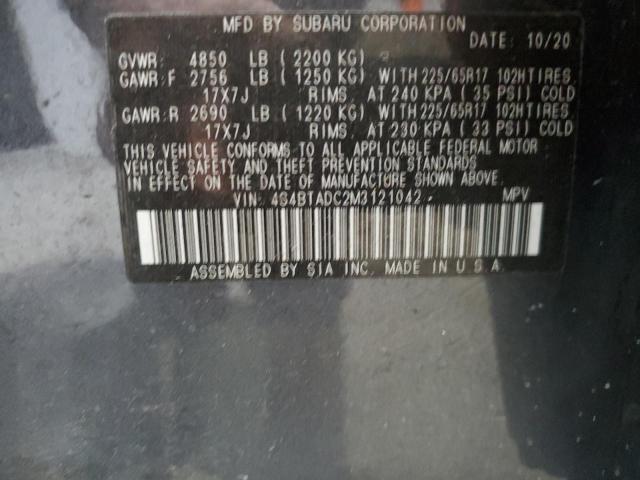 MFD BY SUBARU CORPORATION
DATE: 10/20
GVWR: 4850 LB ( 2200 KG)
GAWR:F 2756 LB ( 1250 KG) WITH 225/65R17 102H TIRES,
17X7J RIMS, AT 240 KPA ( 35 PSI) COLD
GAWR:R 2690 LB ( 1220 KG) WITH 225/65R17 102H TIRES,
17X7J RIMS, AT 230 KPA ( 33 PSI) COLD
THIS VEHICLE CONFORMS TO ALL APPLICABLE FEDERAL MOTOR
VEHICLE SAFETY AND THEFT PREVENTION STANDARDS
IN EFFECT ON THE DATE OF MANUFACTURE SHOWN ABOVE.
VIN: 4S4BTADC2M3121042 MPV
ASSEMBLED BY SIA INC. MADE IN U.S.A.